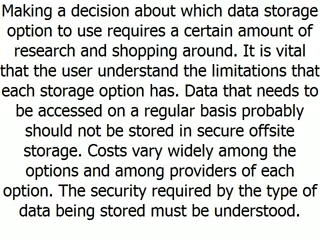 Making a decision about which data storage
option to use requires a certain amount of
research and shopping around. It is vital
that the user understand the limitations that
each storage option has. Data that needs to
be accessed on a regular basis probably
should not be stored in secure offsite
storage. Costs vary widely among the
options and among providers of each
option. The security required by the type of
data being stored must be understood.